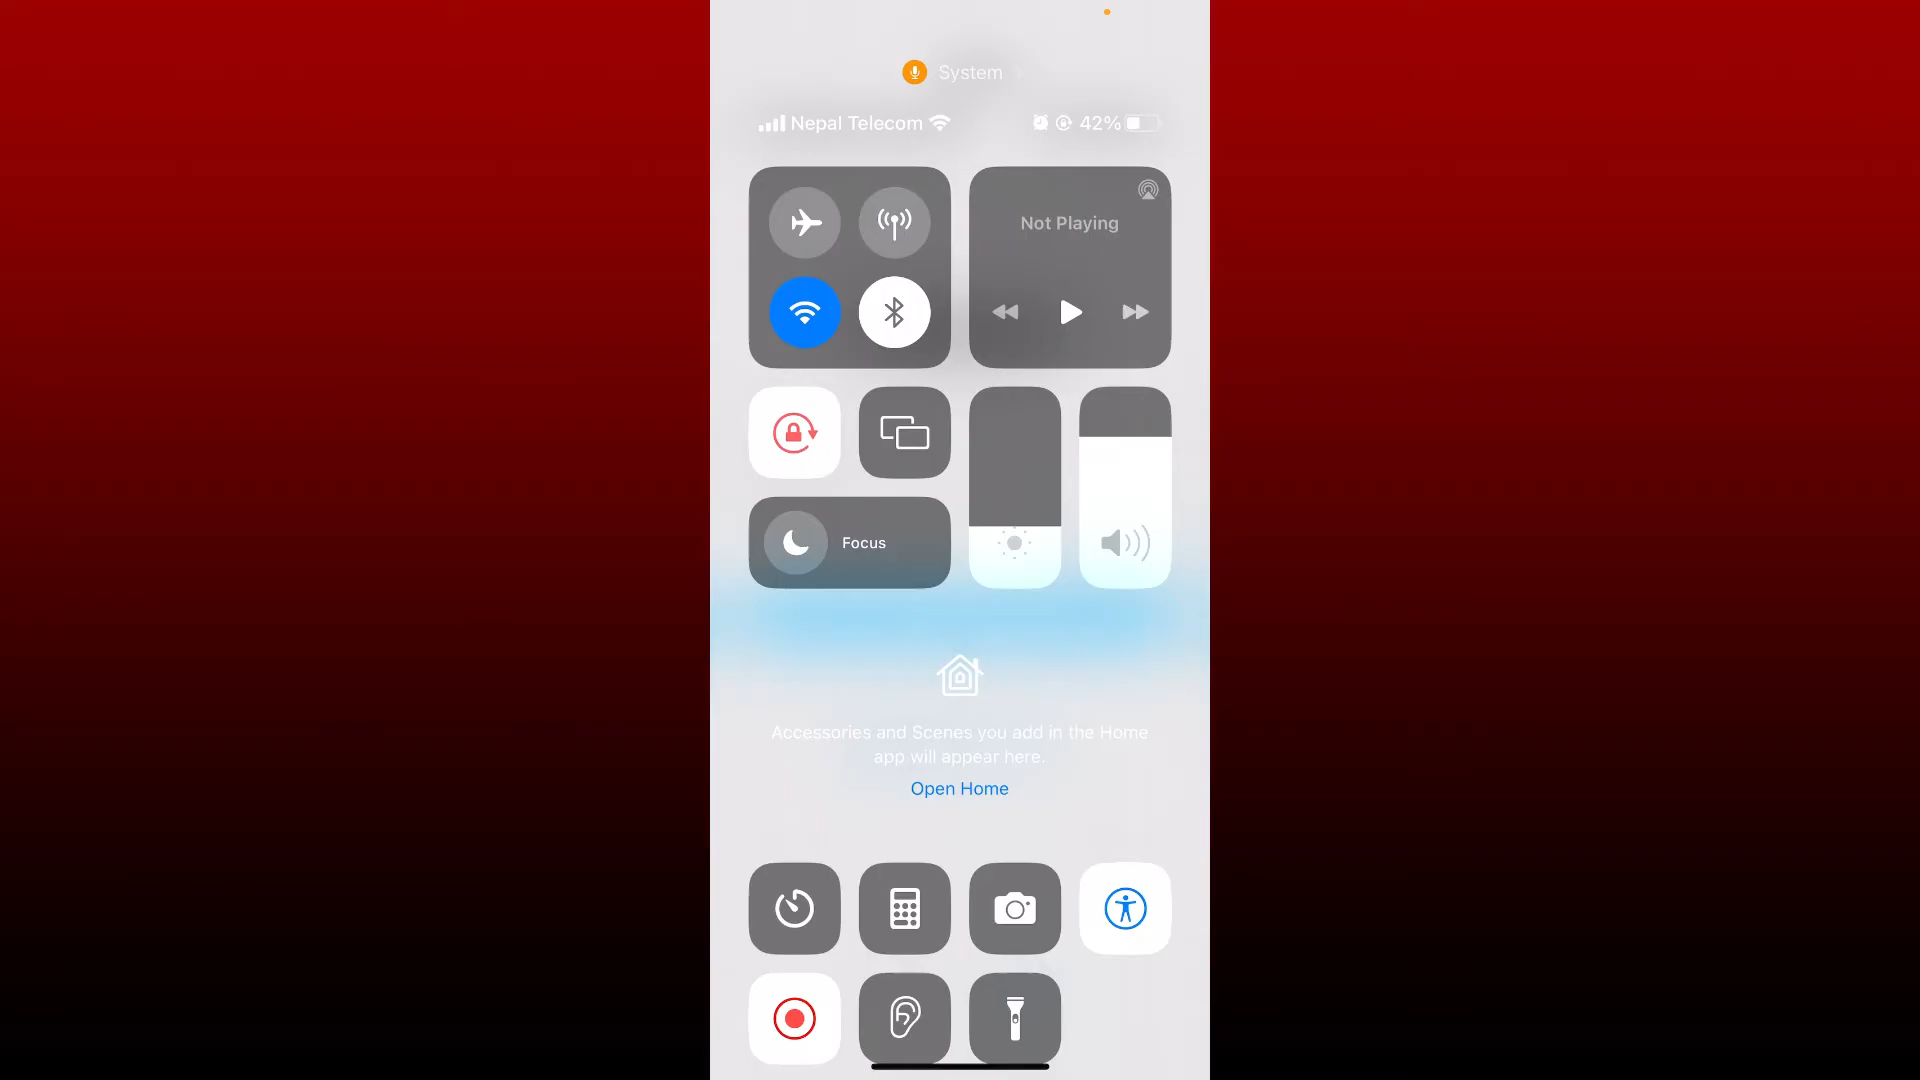 System
Nepal Telecom
42%
Not Playing
Focus
Accessories and Scenes you add in the Home
app will appear here.
Open Home